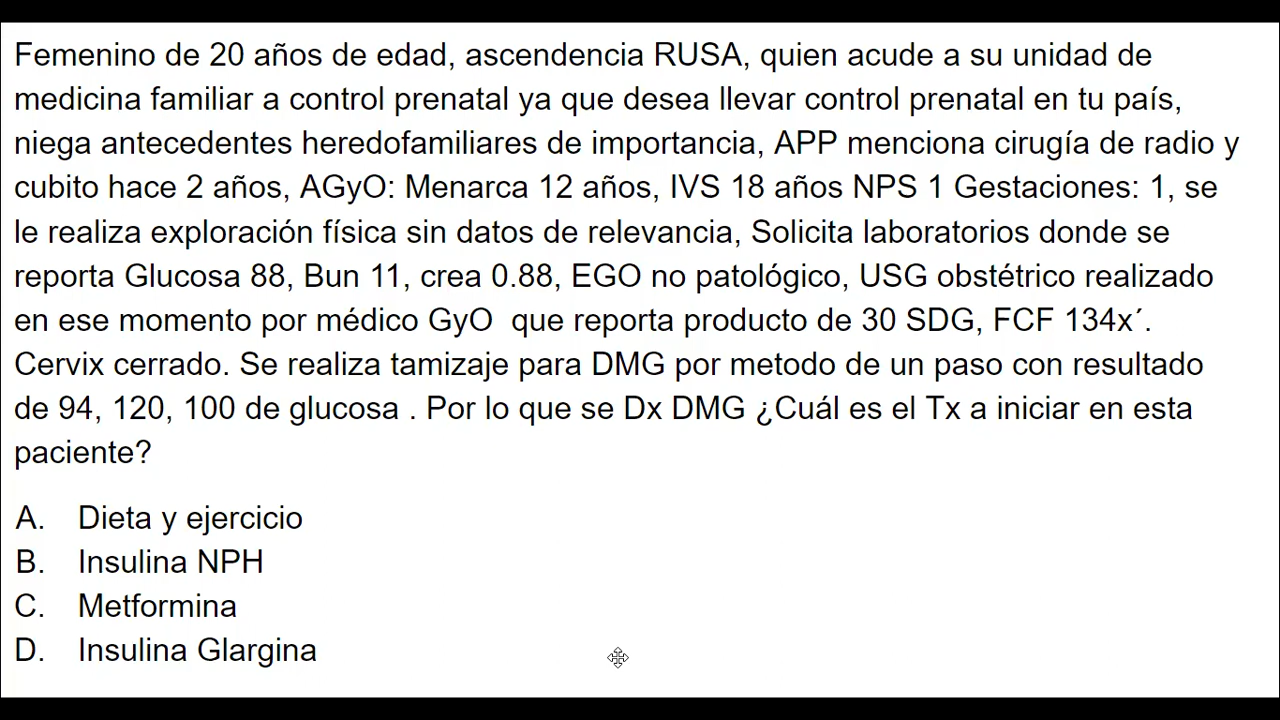 Femenino de 20 años de edad, ascendencia RUSA, quien acude a su unidad de
medicina familiar a control prenatal ya que desea llevar control prenatal en tu país,
niega antecedentes heredofamiliares de importancia, APP menciona cirugía de radio y
cubito hace 2 años, AGyO: Menarca 12 años, IVS 18 años NPS 1 Gestaciones: 1, se
le realiza exploración física sin datos de relevancia, Solicita laboratorios donde se
reporta Glucosa 88, Bun 11, crea 0.88, EGO no patológico, USG obstétrico realizado
en ese momento por médico GyO  que reporta producto de 30 SDG, FCF 134x´.
Cervix cerrado. Se realiza tamizaje para DMG por metodo de un paso con resultado
de 94, 120, 100 de glucosa . Por lo que se Dx DMG ¿Cuál es el Tx a iniciar en esta
paciente?
A. Dieta y ejercicio
B. Insulina NPH
C. Metformina
D. Insulina Glargina